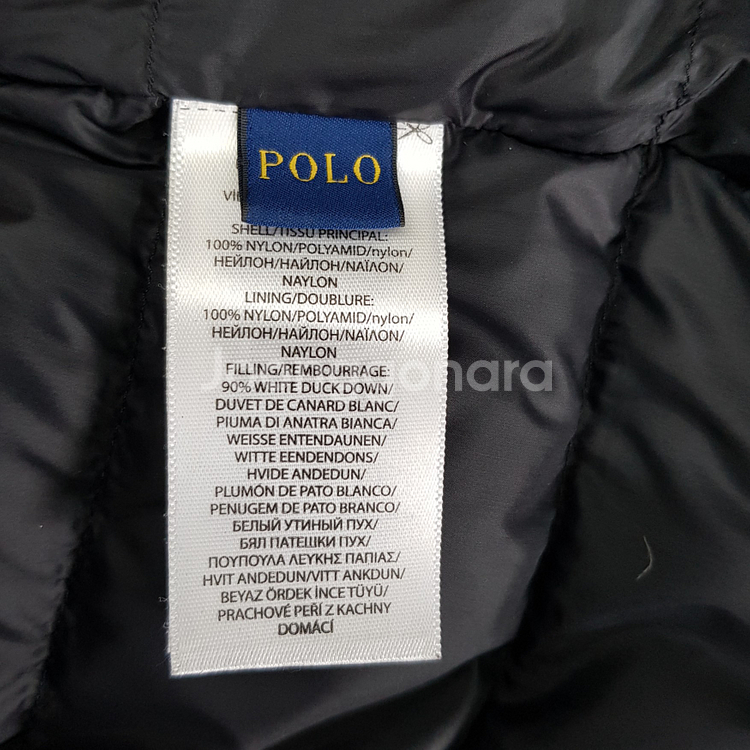 POLO
SHELL/TISSU PRINCIPAL:
100% NYLON/POLYAMID/nylon/
НЕЙЛОН/НАЙЛОН/ΝΑΪΛΟΝ/
NAYLON
LINING/DOUBLURE:
100% NYLON/POLYAMID/nylon/
НЕЙЛОН/НАЙЛОН/ΝΑΪΛΟΝ/
NAYLON
FILLING/REMBOURRAGE:
90% WHITE DUCK DOWN/
DUVET DE CANARD BLANC/
PIUMA DI ANATRA BIANCA/
WEISSE ENTENDAUNEN/
WITTE EENDENDONS/
HVIDE ANDEDUN/
PLUMÓN DE PATO BLANCO/
PENUGEM DE PATO BRANCO/
БЕЛЫЙ УТИНЫЙ ПУХ/
БЯЛ ПАТЕШКИ ПУХ/
ΠΟΥΠΟΥΛΑ ΛΕΥΚΗΣ ΠΑΠΙΑΣ/
HVIT ANDEDUN/VITT ANKDUN/
BEYAZ ÖRDEK İNCE TÜYÜ/
PRACHOVÉ PEŘÍ Z KACHNY
DOMÁCÍ